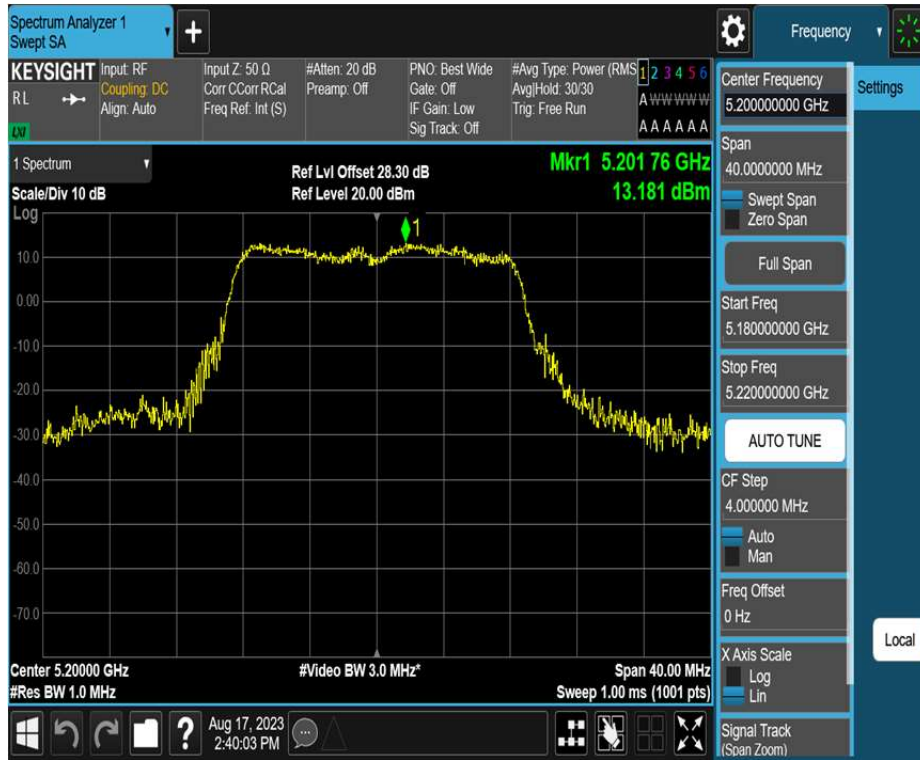 Spectrum Analyzer 1
Swept SA
+
Frequency
KEYSIGHT
R L
LXI
Input: RF
Coupling: DC
Align: Auto
Input Z: 50 Ω
Corr CCorr RCal
Freq Ref: Int (S)
#Atten: 20 dB
Preamp: Off
PNO: Best Wide
Gate: Off
IF Gain: Low
Sig Track: Off
#Avg Type: Power (RMS
Avg|Hold: 30/30
Trig: Free Run
1 2 3 4 5 6
A W W W W W
A A A A A A
1 Spectrum
Scale/Div 10 dB
Log
Ref Lvl Offset 28.30 dB
Ref Level 20.00 dBm
Mkr1 5.201 76 GHz
13.181 dBm
1
10.0
0.00
-10.0
-20.0
-30.0
-40.0
-50.0
-60.0
-70.0
Center 5.20000 GHz
#Res BW 1.0 MHz
#Video BW 3.0 MHz*
Span 40.00 MHz
Sweep 1.00 ms (1001 pts)
?
Aug 17, 2023
2:40:03 PM
Center Frequency
5.200000000 GHz
Span
40.0000000 MHz
Swept Span
Zero Span
Full Span
Start Freq
5.180000000 GHz
Stop Freq
5.220000000 GHz
AUTO TUNE
CF Step
4.000000 MHz
Auto
Man
Freq Offset
0 Hz
X Axis Scale
Log
Lin
Signal Track
(Span Zoom)
Settings
Local